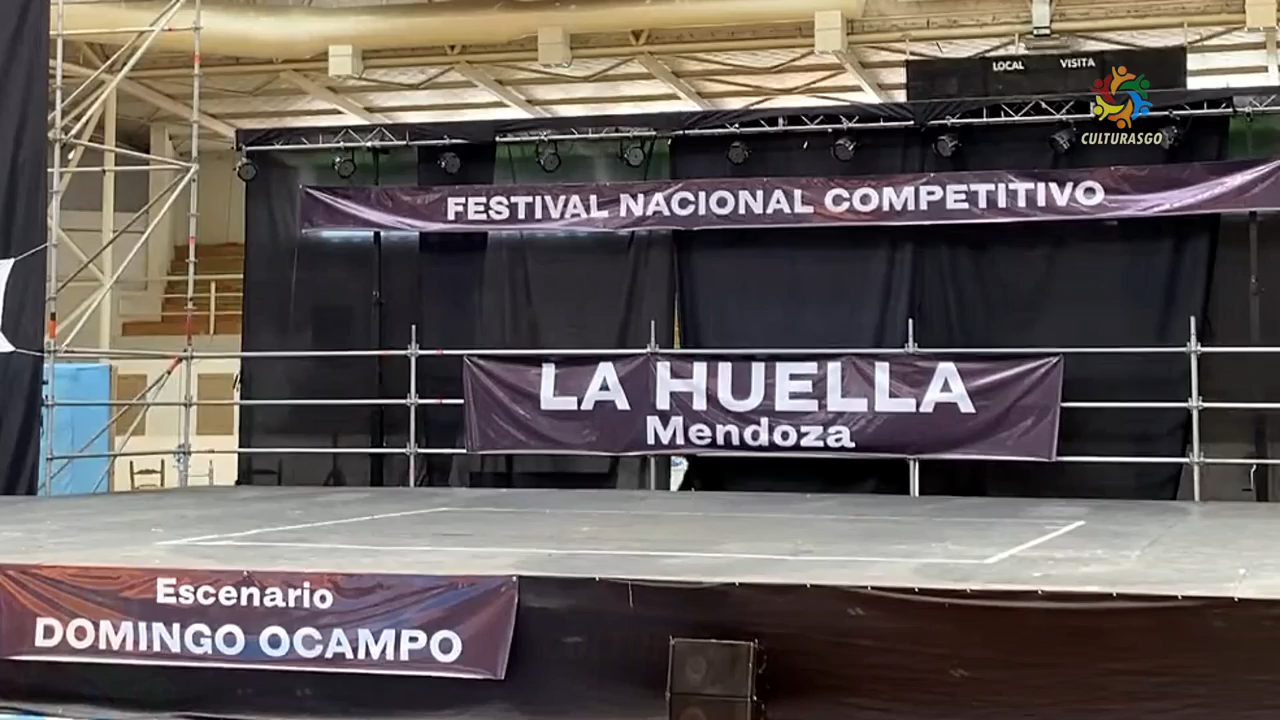 LOCAL VISITA
CULTURASGO
FESTIVAL NACIONAL COMPETITIVO
LA HUELLA
Mendoza
Escenario
DOMINGO OCAMPO